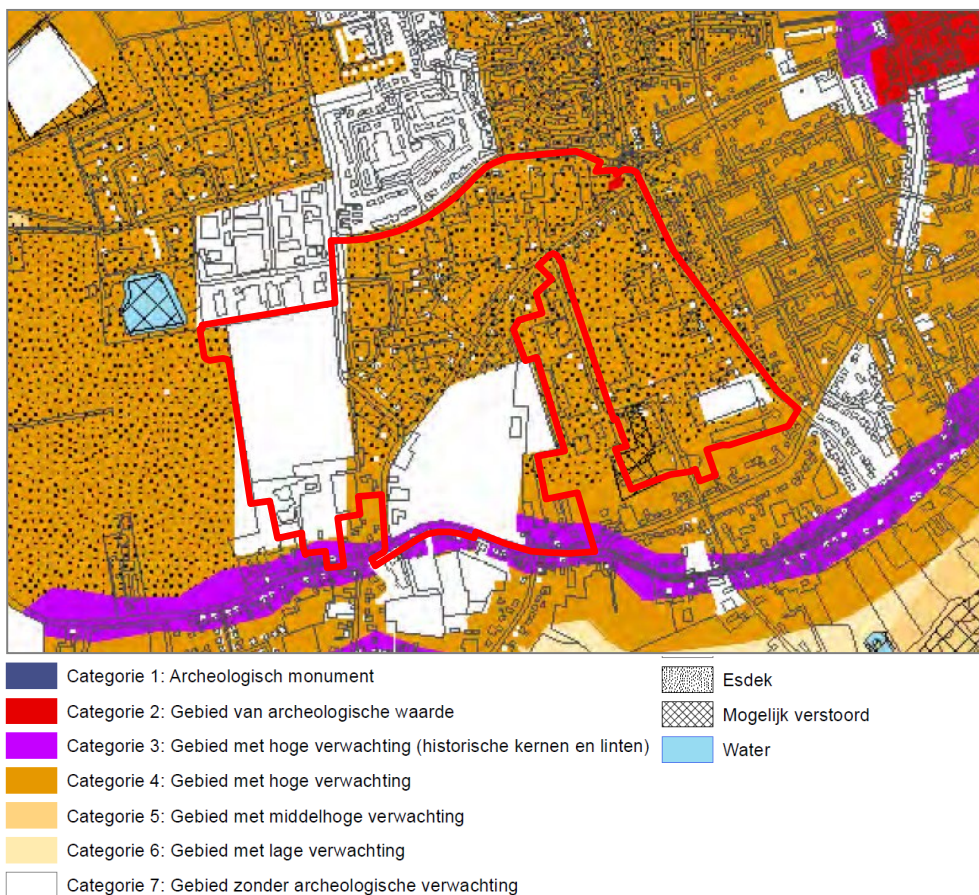 Categorie 1: Archeologisch monument
Categorie 2: Gebied van archeologische waarde
Categorie 3: Gebied met hoge verwachting (historische kernen en linten)
Categorie 4: Gebied met hoge verwachting
Categorie 5: Gebied met middelhoge verwachting
Categorie 6: Gebied met lage verwachting
Categorie 7: Gebied zonder archeologische verwachting
Esdek
Mogelijk verstoord
Water